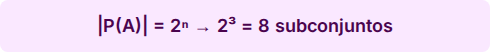 |P(A)| = 2ⁿ → 2³ = 8 subconjuntos